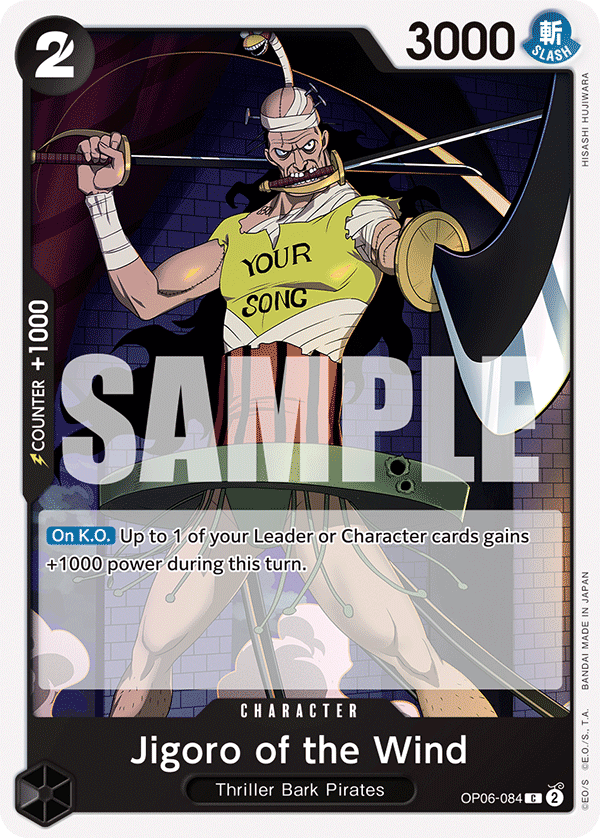 2
3000
斬
SLASH
HISASHI HUJIWARA
YOUR
SONG
COUNTER +1000
SAMPLE
On K.O. Up to 1 of your Leader or Character cards gains
+1000 power during this turn.
BANDAI MADE IN JAPAN
©E.O./S., T.A.
©EO/S
CHARACTER
Jigoro of the Wind
Thriller Bark Pirates
OP06-084 C 2